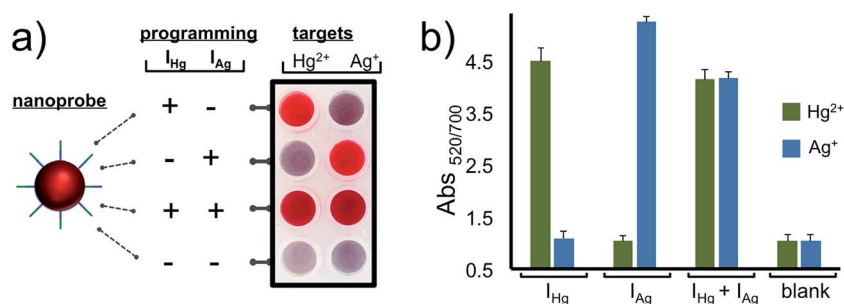 a)
programming
I_Hg I_Ag
targets
Hg²⁺ Ag⁺
nanoprobe
+ -
- +
+ +
- -
b)
Abs 520/700
4.5
3.5
2.5
1.5
0.5
Hg²⁺
Ag⁺
I_Hg I_Ag I_Hg + I_Ag blank